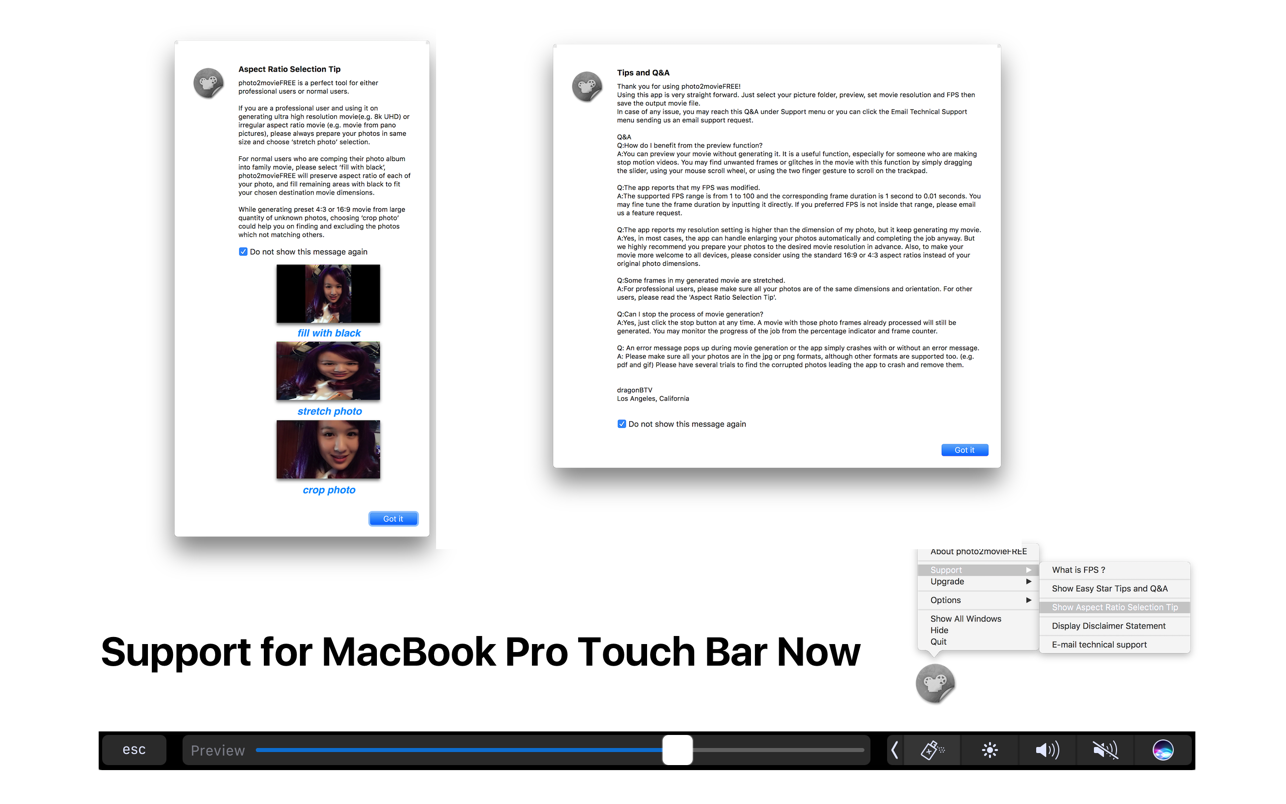 Aspect Ratio Selection Tip
photo2movieFREE is a perfect tool for either
professional users or normal users.
If you are a professional user and using it on
generating ultra high resolution movie(e.g. 8k UHD) or
irregular aspect ratio movie (e.g. movie from pano
pictures), please always prepare your photos in same
size and choose 'stretch photo' selection.
For normal users who are comping their photo album
into family movie, please select 'fill with black',
photo2movieFREE will preserve aspect ratio of each of
your photo, and fill remaining areas with black to fit
your chosen destination movie dimensions.
While generating preset 4:3 or 16:9 movie from large
quantity of unknown photos, choosing 'crop photo'
could help you on finding and excluding the photos
which not matching others.
Do not show this message again
fill with black
stretch photo
crop photo
Got it
Tips and Q&A
Thank you for using photo2movieFREE!
Using this app is very straight forward. Just select your picture folder, preview, set movie resolution and FPS then
save the output movie file.
In case of any issue, you may reach this Q&A under Support menu or you can click the Email Technical Support
menu sending us an email support request.
Q&A
Q:How do I benefit from the preview function?
A:You can preview your movie without generating it. It is a useful function, especially for someone who are making
stop motion videos. You may find unwanted frames or glitches in the movie with this function by simply dragging
the slider, using your mouse scroll wheel, or using the two finger gesture to scroll on the trackpad.
Q:The app reports that my FPS was modified.
A:The supported FPS range is from 1 to 100 and the corresponding frame duration is 1 second to 0.01 seconds. You
may fine tune the frame duration by inputting it directly. If you preferred FPS is not inside that range, please email
us a feature request.
Q:The app reports my resolution setting is higher than the dimension of my photo, but it keep generating my movie.
A:Yes, in most cases, the app can handle enlarging your photos automatically and completing the job anyway. But
we highly recommend you prepare your photos to the desired movie resolution in advance. Also, to make your
movie more welcome to all devices, please consider using the standard 16:9 or 4:3 aspect ratios instead of your
original photo dimensions.
Q:Some frames in my generated movie are stretched.
A:For professional users, please make sure all your photos are of the same dimensions and orientation. For other
users, please read the 'Aspect Ratio Selection Tip'.
Q:Can I stop the process of movie generation?
A:Yes, just click the stop button at any time. A movie with those photo frames already processed will still be
generated. You may monitor the progress of the job from the percentage indicator and frame counter.
Q: An error message pops up during movie generation or the app simply crashes with or without an error message.
A: Please make sure all your photos are in the jpg or png formats, although other formats are supported too. (e.g.
pdf and gif) Please have several trials to find the corrupted photos leading the app to crash and remove them.
dragonBTV
Los Angeles, California
Do not show this message again
Got it
About photo2movieFREE
Support
Upgrade
Options
Show All Windows
Hide
Quit
What is FPS ?
Show Easy Star Tips and Q&A
Show Aspect Ratio Selection Tip
Display Disclaimer Statement
E-mail technical support
Support for MacBook Pro Touch Bar Now
esc
Preview